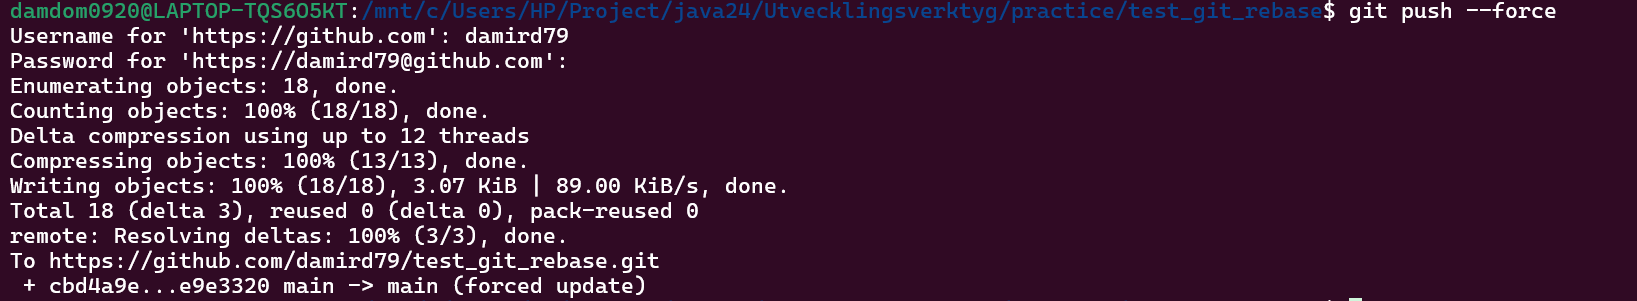 damdom0920@LAPTOP-TQS6O5KT:/mnt/c/Users/HP/Project/java24/Utvecklingsverktyg/practice/test_git_rebase$ git push --force
Username for 'https://github.com': damird79
Password for 'https://damird79@github.com':
Enumerating objects: 18, done.
Counting objects: 100% (18/18), done.
Delta compression using up to 12 threads
Compressing objects: 100% (13/13), done.
Writing objects: 100% (18/18), 3.07 KiB | 89.00 KiB/s, done.
Total 18 (delta 3), reused 0 (delta 0), pack-reused 0
remote: Resolving deltas: 100% (3/3), done.
To https://github.com/damird79/test_git_rebase.git
 + cbd4a9e...e9e3320 main -> main (forced update)